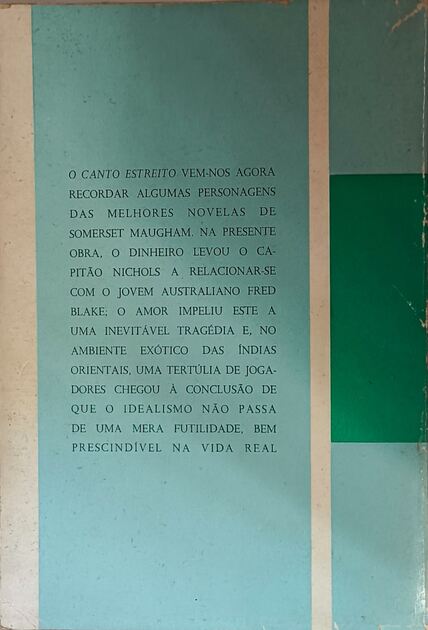 O CANTO ESTREITO VEM-NOS AGORA
RECORDAR ALGUMAS PERSONAGENS
DAS MELHORES NOVELAS DE
SOMERSET MAUGHAM. NA PRESENTE
OBRA, O DINHEIRO LEVOU O CA-
PITÃO NICHOLS A RELACIONAR-SE
COM O JOVEM AUSTRALIANO FRED
BLAKE; O AMOR IMPELIU ESTE A
UMA INEVITÁVEL TRAGÉDIA E, NO
AMBIENTE EXÓTICO DAS ÍNDIAS
ORIENTAIS, UMA TERTÚLIA DE JOGA-
DORES CHEGOU À CONCLUSÃO DE
QUE O IDEALISMO NÃO PASSA
DE UMA MERA FUTILIDADE, BEM
PRESCINDÍVEL NA VIDA REAL